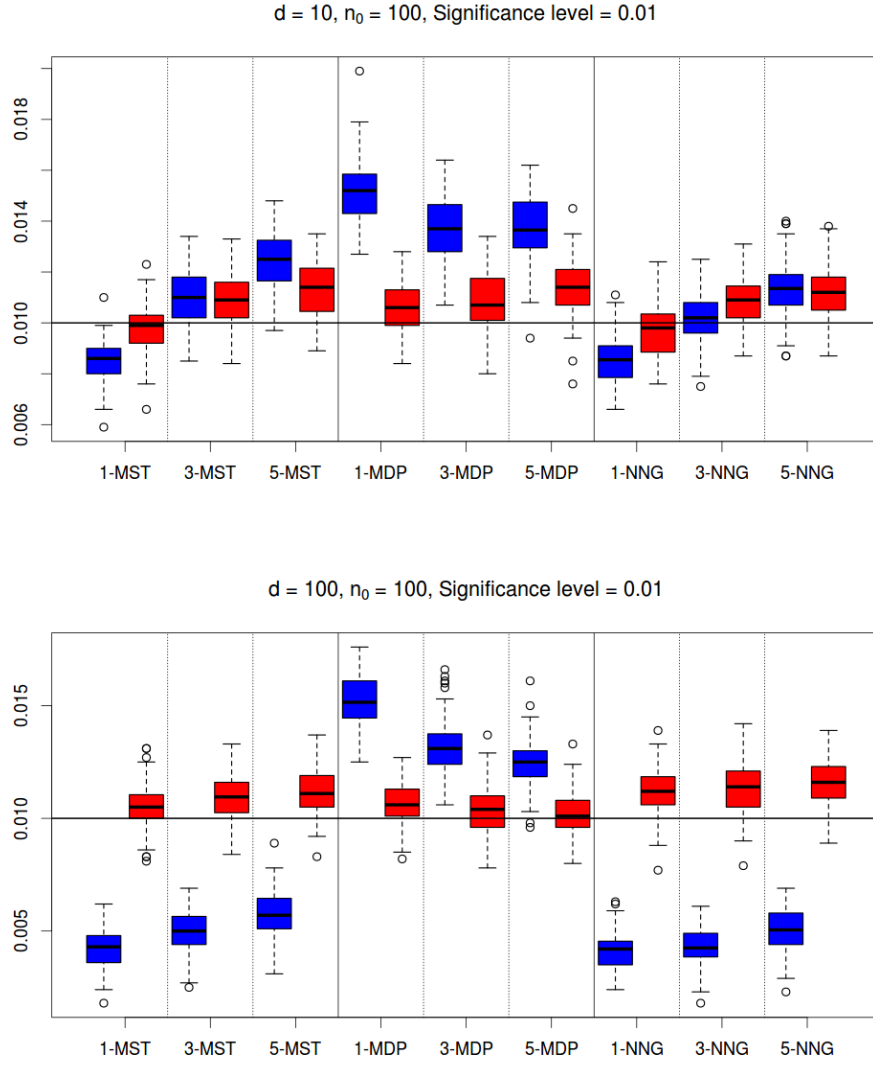 d = 10, n₀ = 100, Significance level = 0.01
0.018
0.014
0.010
0.006
1-MST 3-MST 5-MST 1-MDP 3-MDP 5-MDP 1-NNG 3-NNG 5-NNG
d = 100, n₀ = 100, Significance level = 0.01
0.015
0.010
0.005
1-MST 3-MST 5-MST 1-MDP 3-MDP 5-MDP 1-NNG 3-NNG 5-NNG